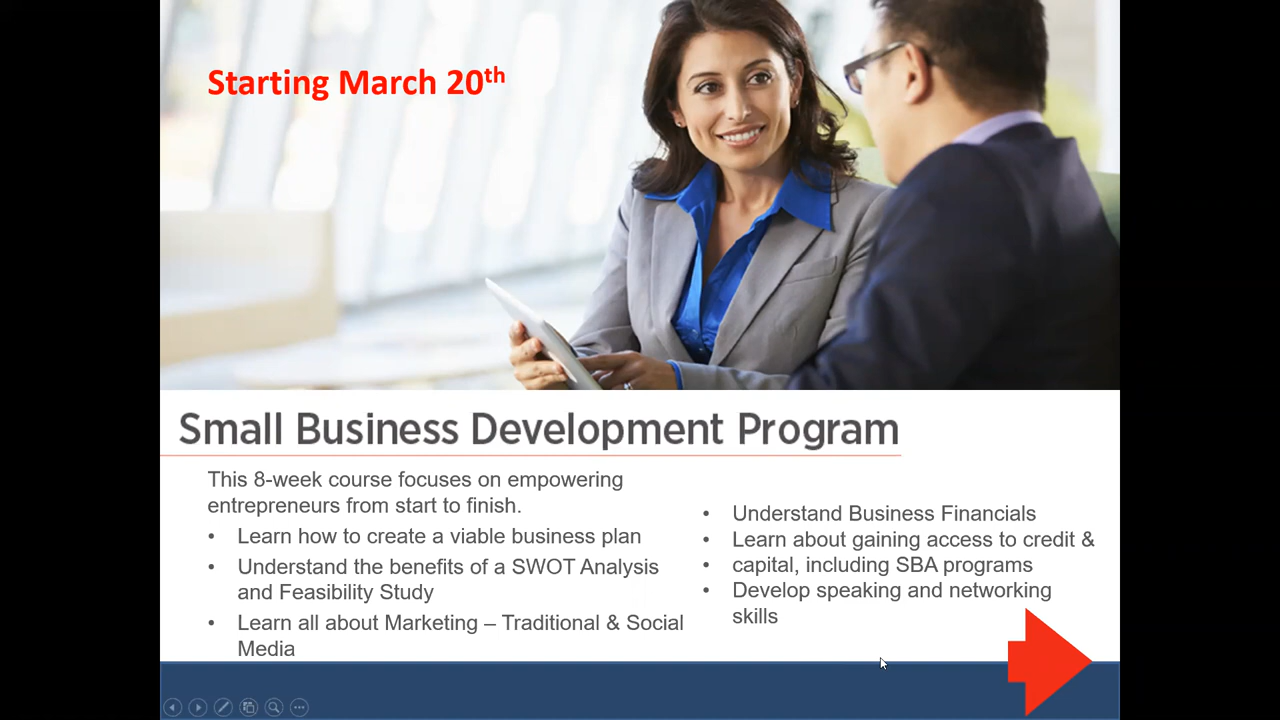 Starting March 20th
Small Business Development Program
This 8-week course focuses on empowering
entrepreneurs from start to finish.
• Learn how to create a viable business plan
• Understand the benefits of a SWOT Analysis
and Feasibility Study
• Learn all about Marketing – Traditional & Social
Media
• Understand Business Financials
• Learn about gaining access to credit &
• capital, including SBA programs
• Develop speaking and networking
skills